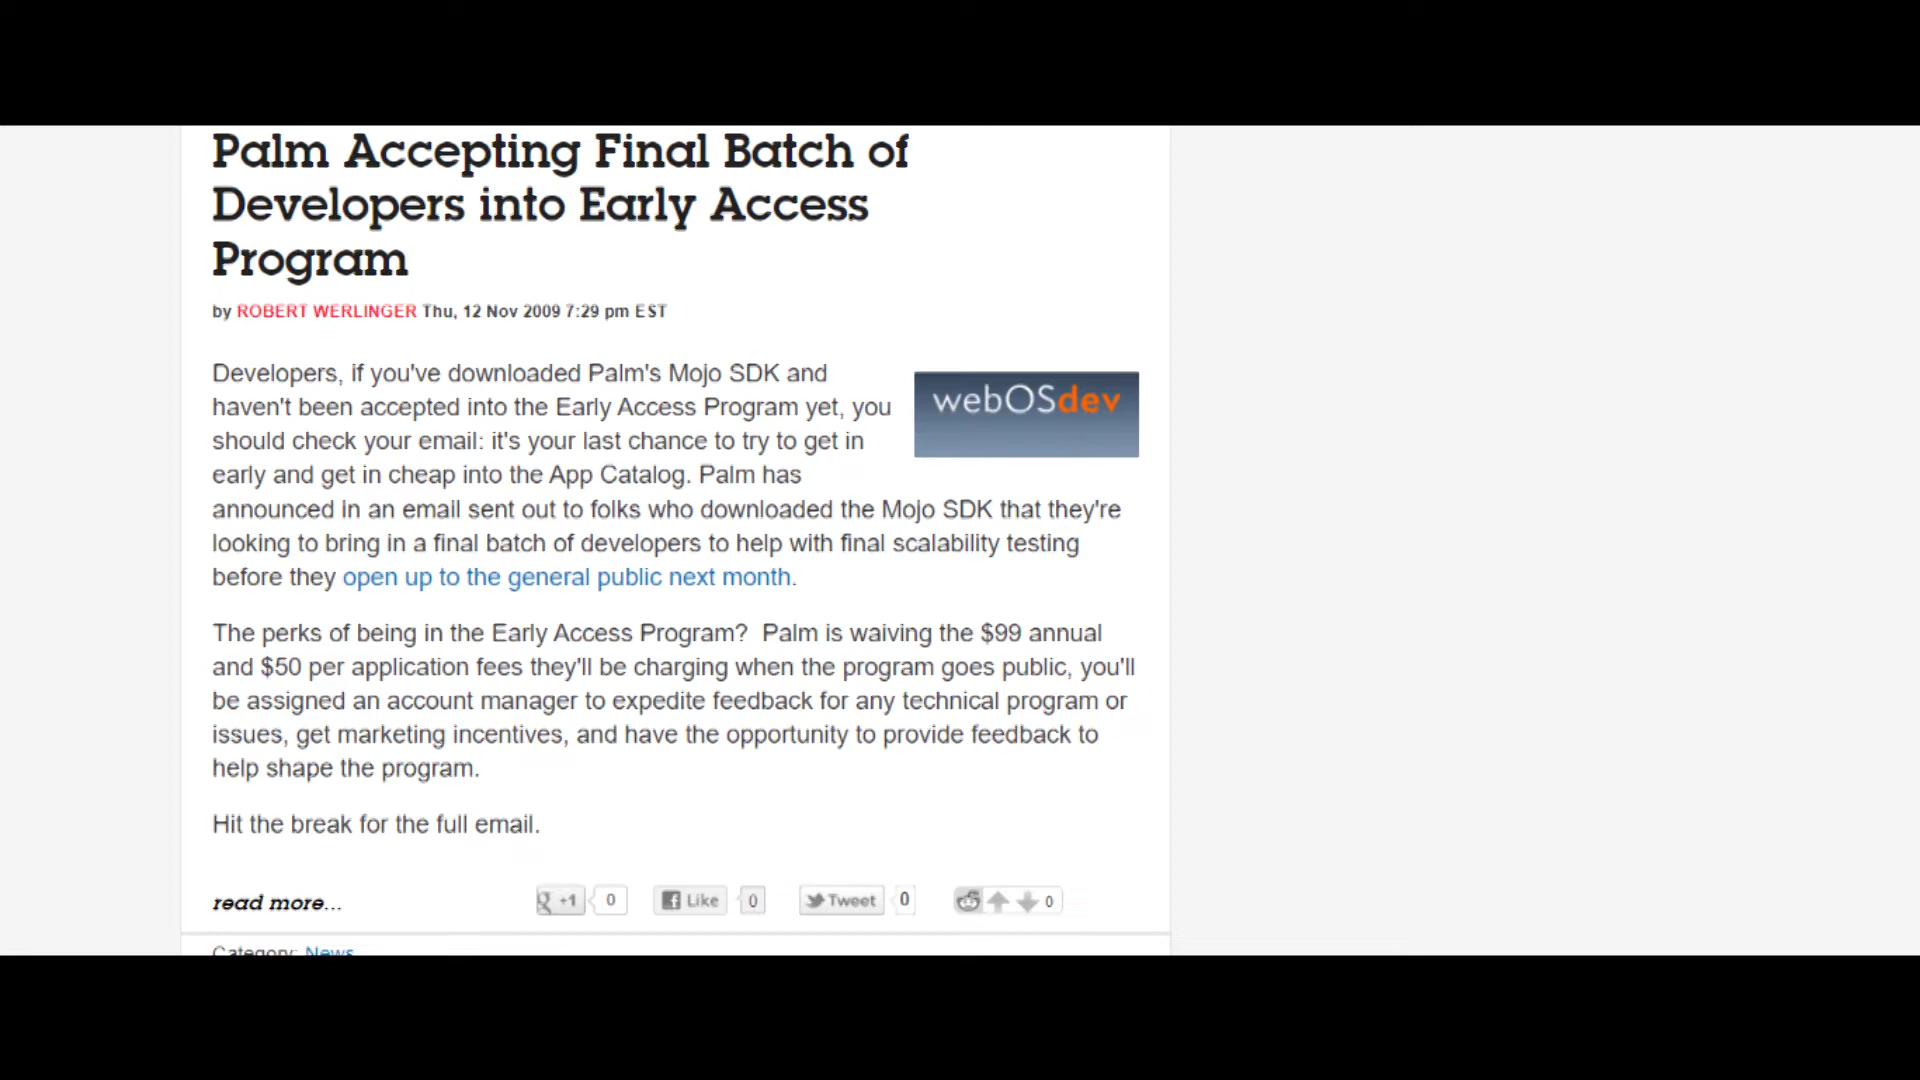 Palm Accepting Final Batch of
Developers into Early Access
Program
by ROBERT WERLINGER Thu, 12 Nov 2009 7:29 pm EST
Developers, if you've downloaded Palm's Mojo SDK and
haven't been accepted into the Early Access Program yet, you
should check your email: it's your last chance to try to get in
early and get in cheap into the App Catalog. Palm has
announced in an email sent out to folks who downloaded the Mojo SDK that they're
looking to bring in a final batch of developers to help with final scalability testing
before they open up to the general public next month.
webOSdev
The perks of being in the Early Access Program?  Palm is waiving the $99 annual
and $50 per application fees they'll be charging when the program goes public, you'll
be assigned an account manager to expedite feedback for any technical program or
issues, get marketing incentives, and have the opportunity to provide feedback to
help shape the program.
Hit the break for the full email.
read more... +1 0 Like 0 Tweet 0 0
Category: News